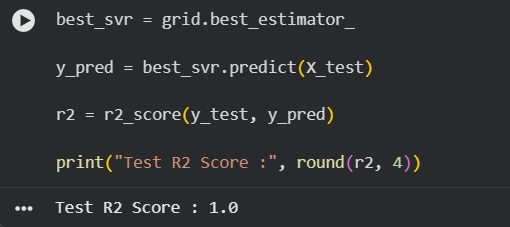 best_svr = grid.best_estimator_
y_pred = best_svr.predict(X_test)
r2 = r2_score(y_test, y_pred)
print("Test R2 Score :", round(r2, 4))
Test R2 Score : 1.0